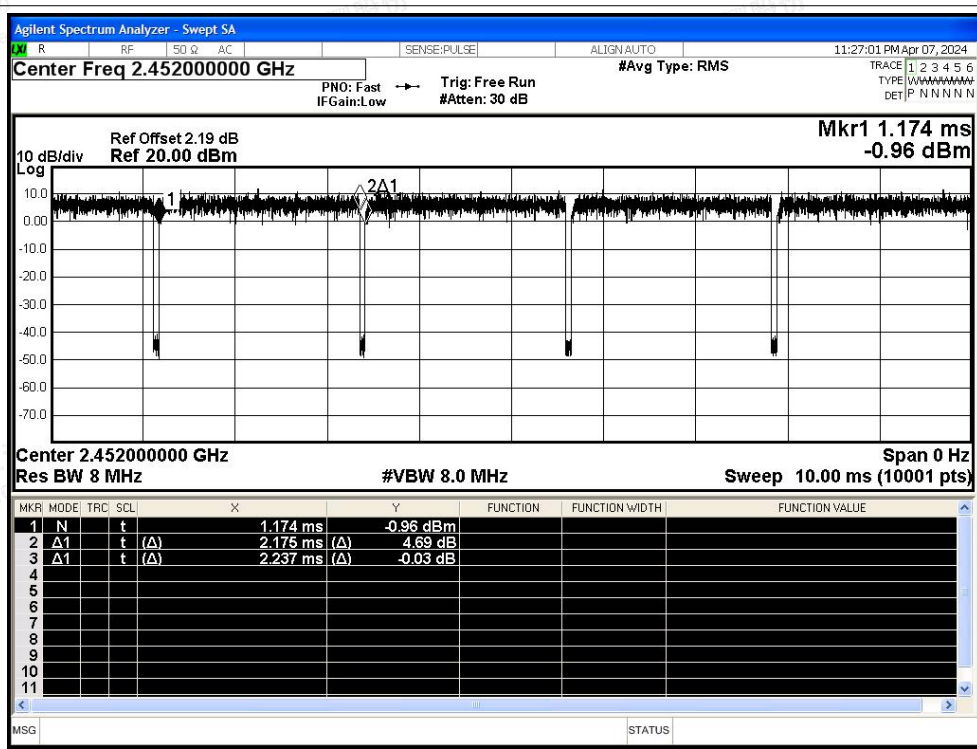 Agilent Spectrum Analyzer - Swept SA
LXI R RF 50 Ω AC SENSE:PULSE ALIGN AUTO 11:27:01 PM Apr 07, 2024
Center Freq 2.452000000 GHz
PNO: Fast
IFGain:Low
Trig: Free Run
#Atten: 30 dB
#Avg Type: RMS
TRACE 1 2 3 4 5 6
TYPE WWWWWW
DET P N N N N N
Mkr1 1.174 ms
-0.96 dBm
Ref Offset 2.19 dB
10 dB/div Ref 20.00 dBm
Log
10.0
0.00
-10.0
-20.0
-30.0
-40.0
-50.0
-60.0
-70.0
1
2Δ1
Center 2.452000000 GHz Span 0 Hz
Res BW 8 MHz #VBW 8.0 MHz Sweep 10.00 ms (10001 pts)
MKR MODE TRC SCL X Y FUNCTION FUNCTION WIDTH FUNCTION VALUE
1 N t 1.174 ms -0.96 dBm
2 Δ1 t (Δ) 2.175 ms (Δ) 4.69 dB
3 Δ1 t (Δ) 2.237 ms (Δ) -0.03 dB
4
5
6
7
8
9
10
11
MSG STATUS